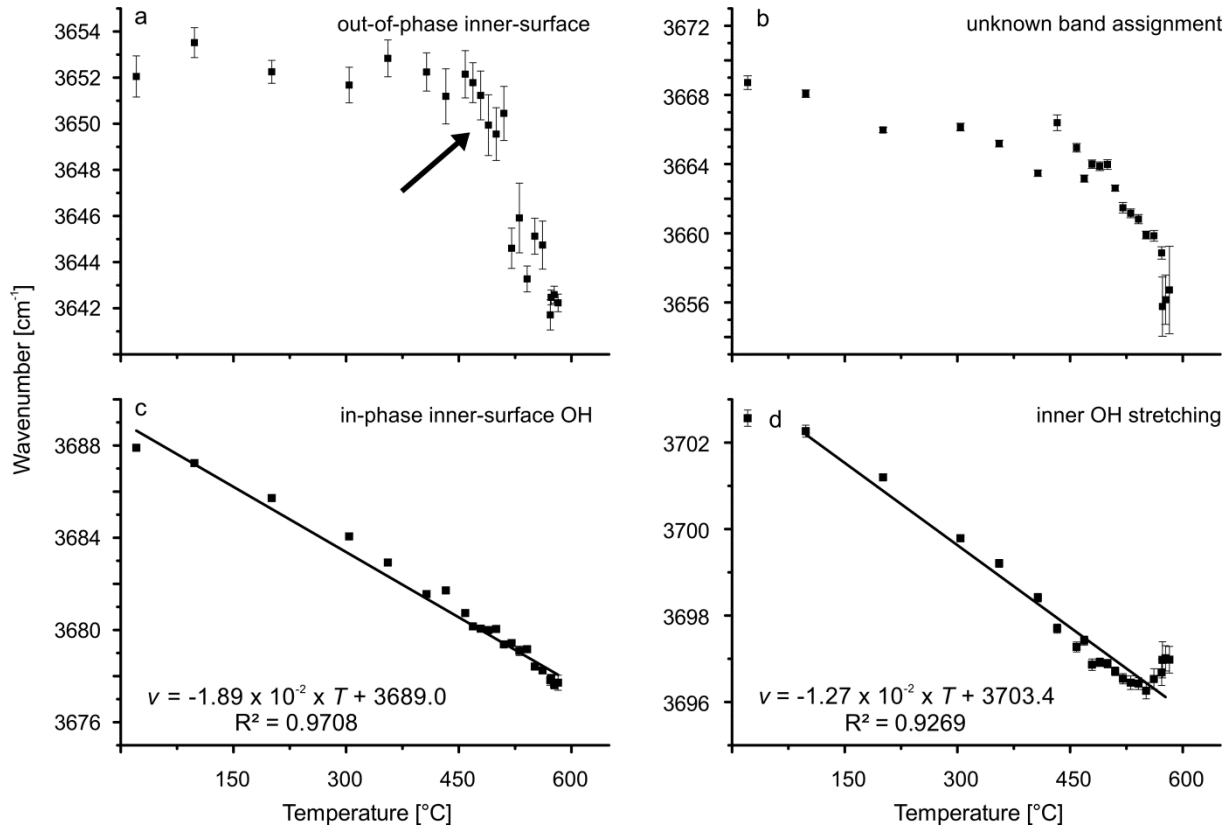 a
out-of-phase inner-surface
3654
3652
3650
3648
3646
3644
3642
b
unknown band assignment
3672
3668
3664
3660
3656
Wavenumber [cm⁻¹]
c
in-phase inner-surface OH
3688
3684
3680
3676
v = -1.89 x 10⁻² x T + 3689.0
R² = 0.9708
150 300 450 600
Temperature [°C]
d
inner OH stretching
3702
3700
3698
3696
v = -1.27 x 10⁻² x T + 3703.4
R² = 0.9269
150 300 450 600
Temperature [°C]